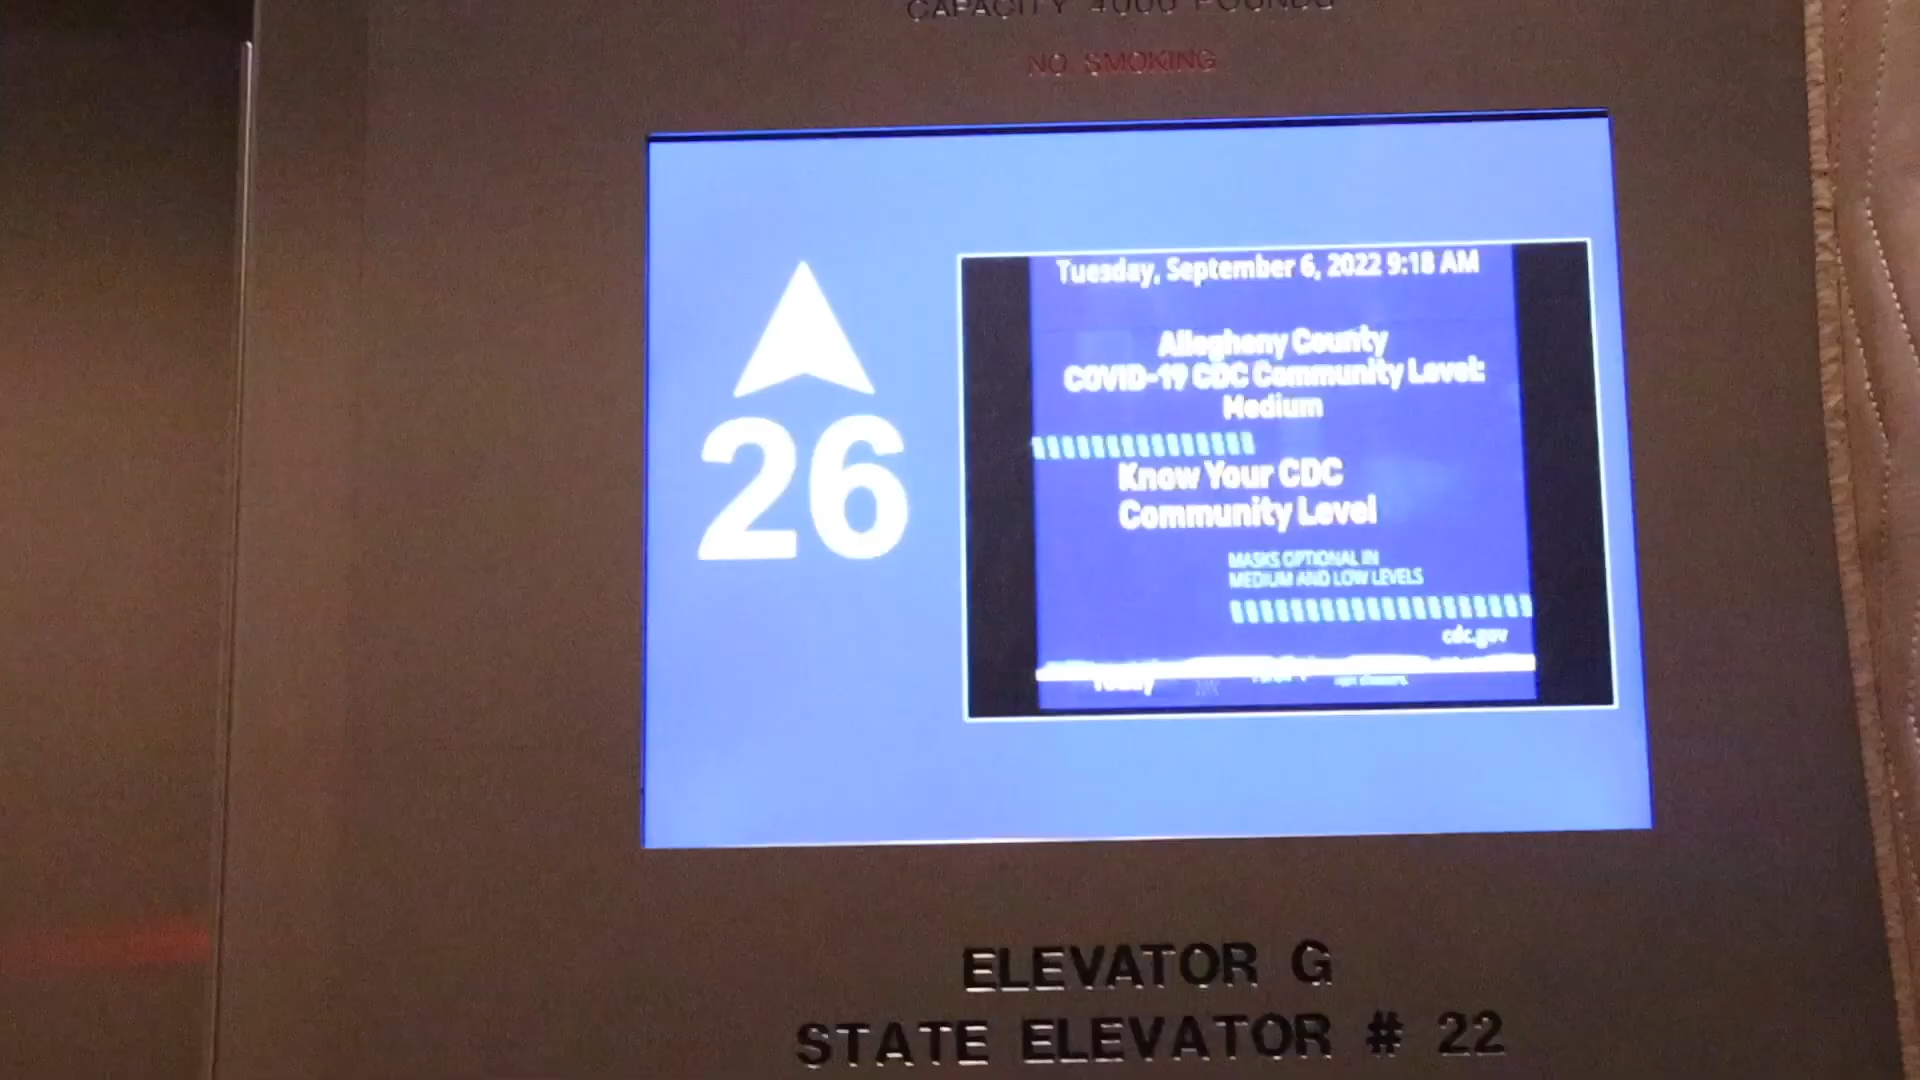 CAPACITY 4000 POUNDS
NO SMOKING
26
Tuesday, September 6, 2022 9:18 AM
Allegheny County
COVID-19 CDC Community Level:
Medium
Know Your CDC
Community Level
MASKS OPTIONAL IN
MEDIUM AND LOW LEVELS
cdc.gov
Today
ELEVATOR G
STATE ELEVATOR # 22